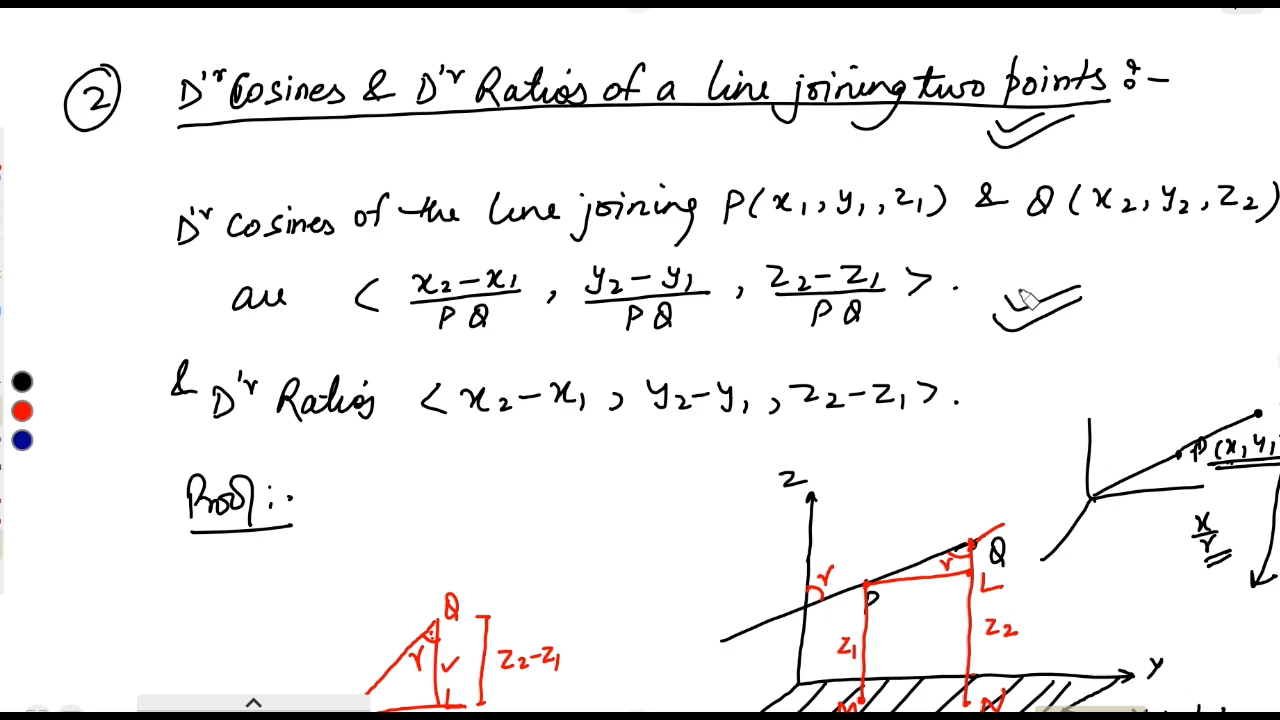 ② D'r Cosines & D'r Ratios of a line joining two points :-
D'r cosines of the line joining P(x₁, y₁, z₁) & Q(x₂, y₂, z₂)
are < (x₂-x₁)/PQ , (y₂-y₁)/PQ , (z₂-z₁)/PQ > .
& D'r Ratios < x₂-x₁ , y₂-y₁ , z₂-z₁ > .
P(x, y,
Proof :-
Z
x/r
Q
r
r
L
P
Q
z₂
z₁
r
z₂-z₁
Y
L
M
N